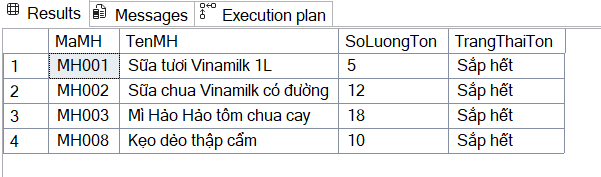 Results Messages Execution plan
MaMH TenMH SoLuongTon TrangThaiTon
1 MH001 Sữa tươi Vinamilk 1L 5 Sắp hết
2 MH002 Sữa chua Vinamilk có đường 12 Sắp hết
3 MH003 Mì Hảo Hảo tôm chua cay 18 Sắp hết
4 MH008 Kẹo dẻo thập cẩm 10 Sắp hết